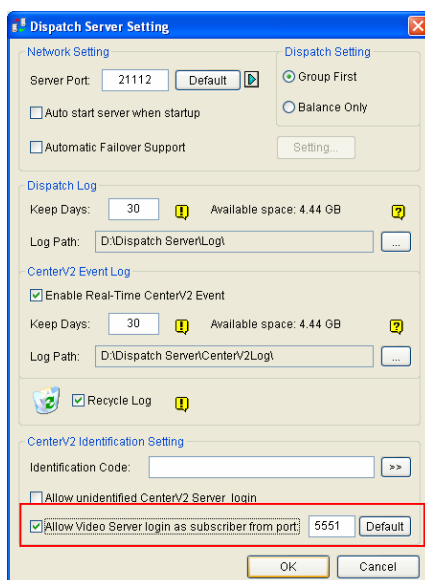 Dispatch Server Setting
Network Setting
Server Port: 21112 Default
Auto start server when startup
Automatic Failover Support
Dispatch Setting
Group First
Balance Only
Setting...
Dispatch Log
Keep Days: 30 ! Available space: 4.44 GB ?
Log Path: D:\Dispatch Server\Log\ ...
CenterV2 Event Log
Enable Real-Time CenterV2 Event
Keep Days: 30 ! Available space: 4.44 GB ?
Log Path: D:\Dispatch Server\CenterV2Log\ ...
Recycle Log !
CenterV2 Identification Setting
Identification Code: >>
Allow unidentified CenterV2 Server login
Allow Video Server login as subscriber from port: 5551 Default
OK Cancel